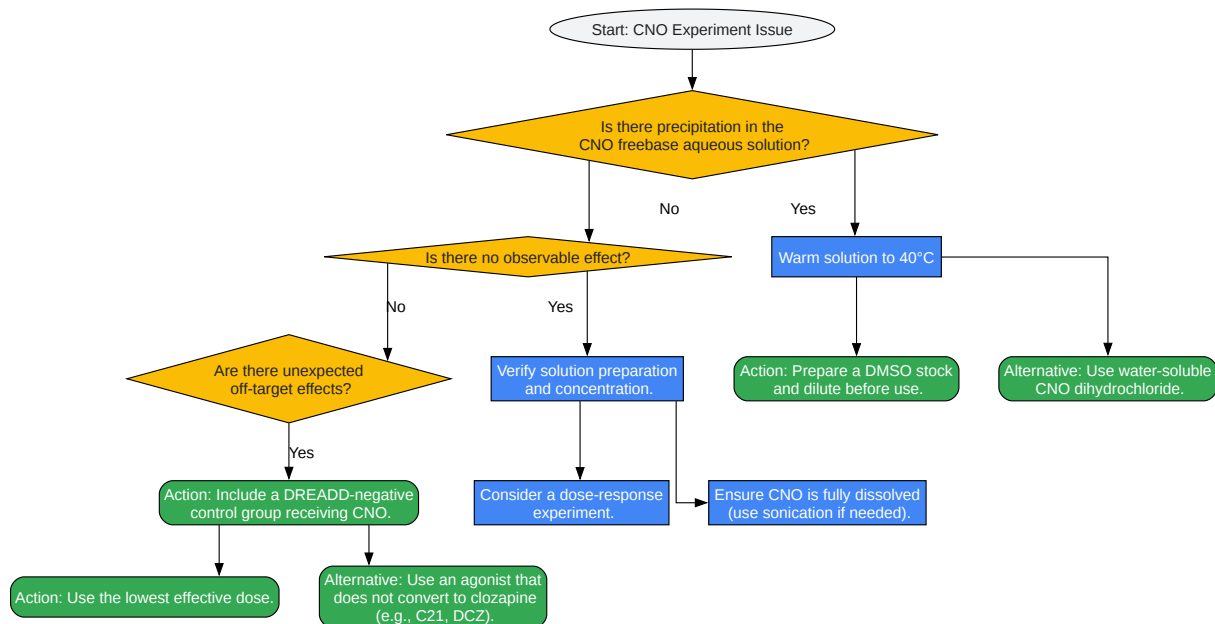 Start: CNO Experiment Issue
Is there precipitation in the
CNO freebase aqueous solution?
No
Yes
Is there no observable effect?
Warm solution to 40°C
No
Yes
Are there unexpected
off-target effects?
Verify solution preparation
and concentration.
Action: Prepare a DMSO stock
and dilute before use.
Alternative: Use water-soluble
CNO dihydrochloride.
Yes
Action: Include a DREADD-negative
control group receiving CNO.
Consider a dose-response
experiment.
Ensure CNO is fully dissolved
(use sonication if needed).
Action: Use the lowest effective dose.
Alternative: Use an agonist that
does not convert to clozapine
(e.g., C21, DCZ).